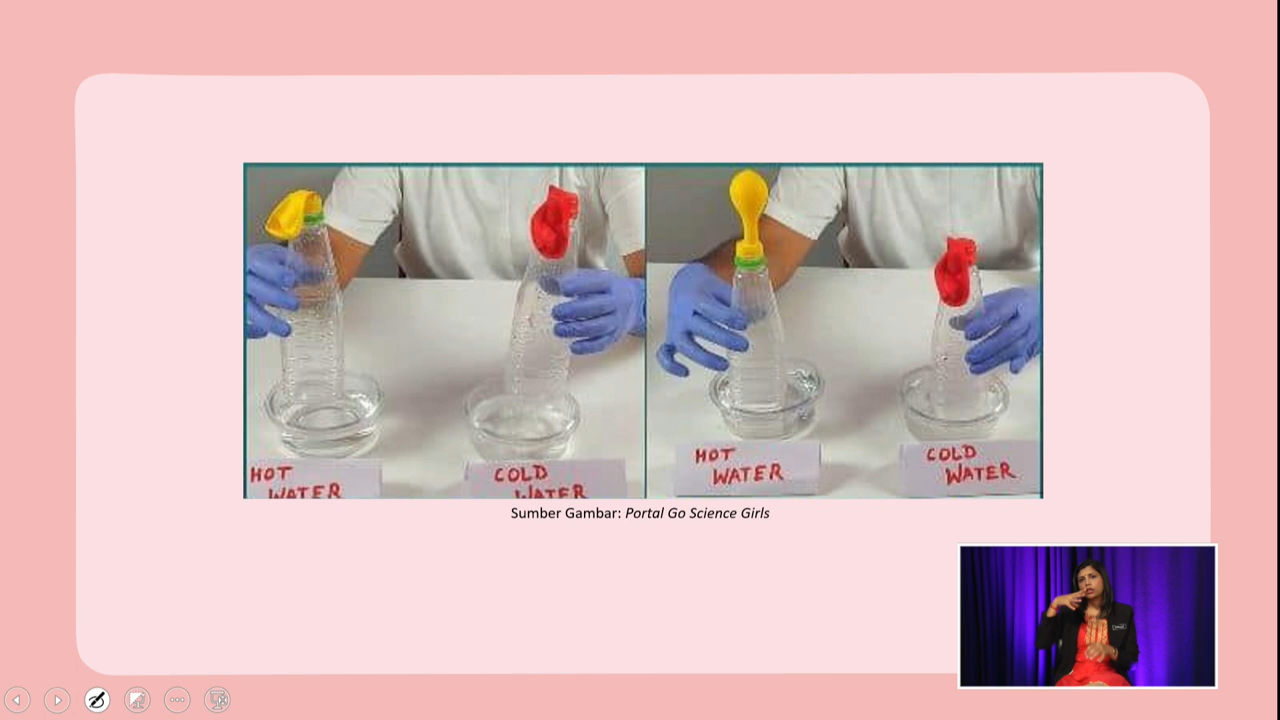 HOT
WATER
COLD
WATER
HOT
WATER
COLD
WATER
Sumber Gambar: Portal Go Science Girls